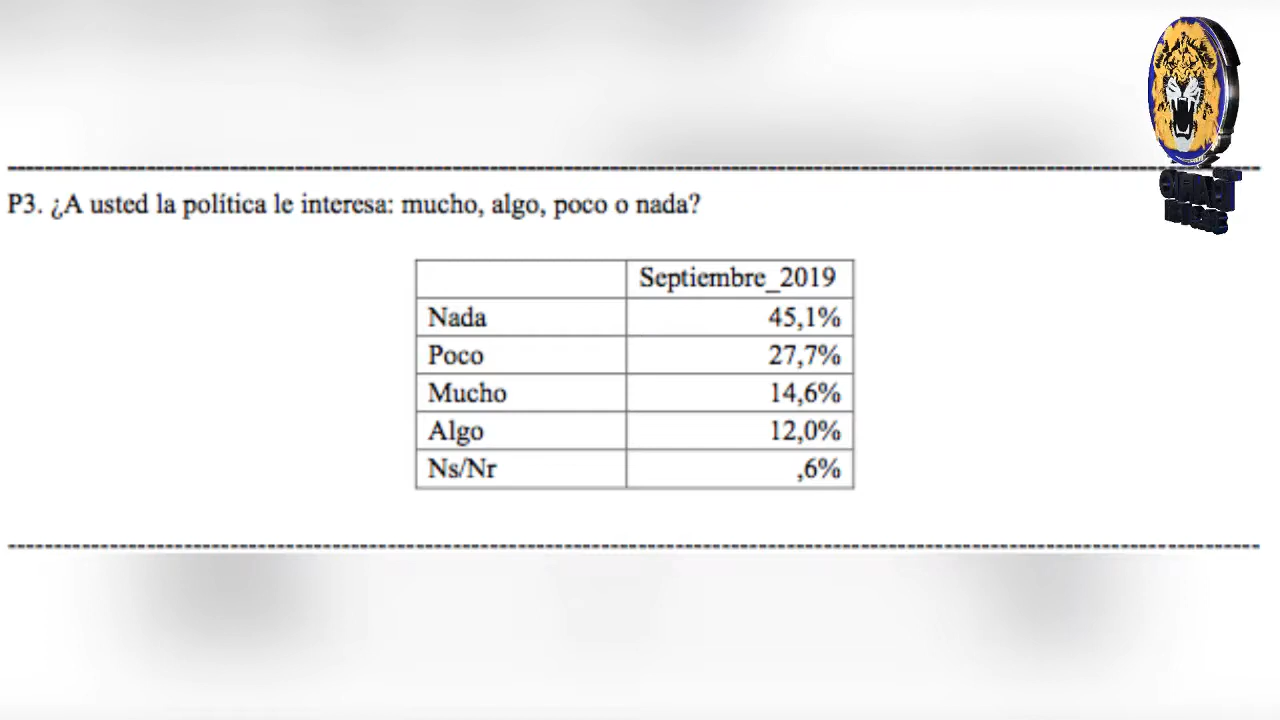 P3. ¿A usted la política le interesa: mucho, algo, poco o nada?
Septiembre_2019
Nada 45,1%
Poco 27,7%
Mucho 14,6%
Algo 12,0%
Ns/Nr ,6%